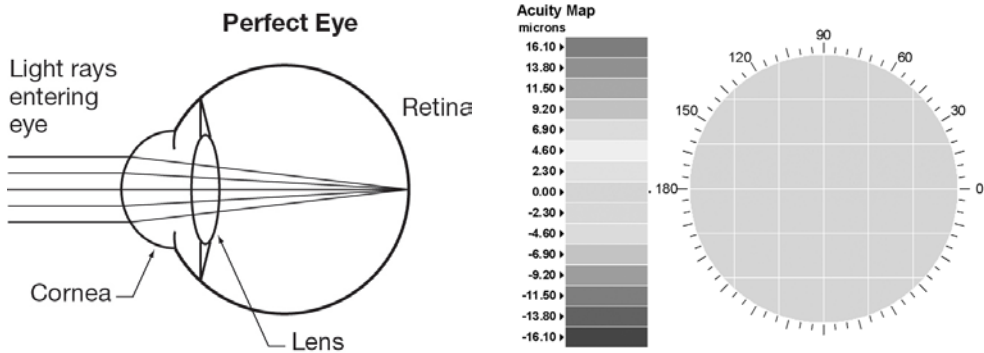 Perfect Eye
Light rays
entering
eye
Retina
Cornea
Lens
Acuity Map
microns
16.10
13.80
11.50
9.20
6.90
4.60
2.30
0.00
-2.30
-4.60
-6.90
-9.20
-11.50
-13.80
-16.10
90
120
60
150
30
180
0